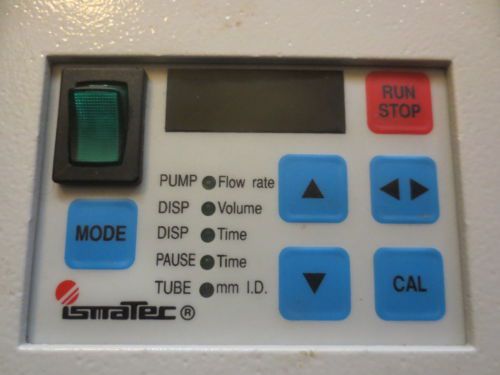 RUN
STOP
PUMP Flow rate
DISP Volume
MODE
DISP Time
PAUSE Time
TUBE mm I.D.
CAL
ismatec ®